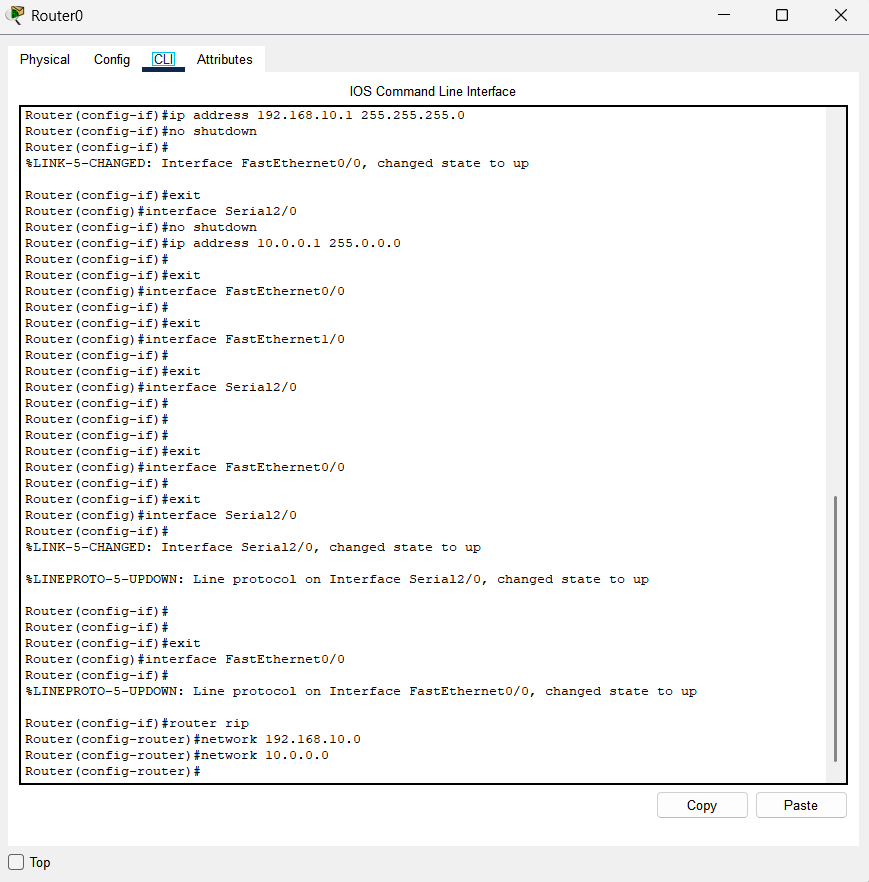 Router0
Physical Config CLI Attributes
IOS Command Line Interface
Router(config-if)#ip address 192.168.10.1 255.255.255.0
Router(config-if)#no shutdown
Router(config-if)#
%LINK-5-CHANGED: Interface FastEthernet0/0, changed state to up
Router(config-if)#exit
Router(config)#interface Serial2/0
Router(config-if)#no shutdown
Router(config-if)#ip address 10.0.0.1 255.0.0.0
Router(config-if)#
Router(config-if)#exit
Router(config)#interface FastEthernet0/0
Router(config-if)#
Router(config-if)#exit
Router(config)#interface FastEthernet1/0
Router(config-if)#
Router(config-if)#exit
Router(config)#interface Serial2/0
Router(config-if)#
Router(config-if)#
Router(config-if)#
Router(config-if)#exit
Router(config)#interface FastEthernet0/0
Router(config-if)#
Router(config-if)#exit
Router(config)#interface Serial2/0
Router(config-if)#
%LINK-5-CHANGED: Interface Serial2/0, changed state to up
%LINEPROTO-5-UPDOWN: Line protocol on Interface Serial2/0, changed state to up
Router(config-if)#
Router(config-if)#
Router(config-if)#exit
Router(config)#interface FastEthernet0/0
Router(config-if)#
%LINEPROTO-5-UPDOWN: Line protocol on Interface FastEthernet0/0, changed state to up
Router(config-if)#router rip
Router(config-router)#network 192.168.10.0
Router(config-router)#network 10.0.0.0
Router(config-router)#
Copy Paste
Top